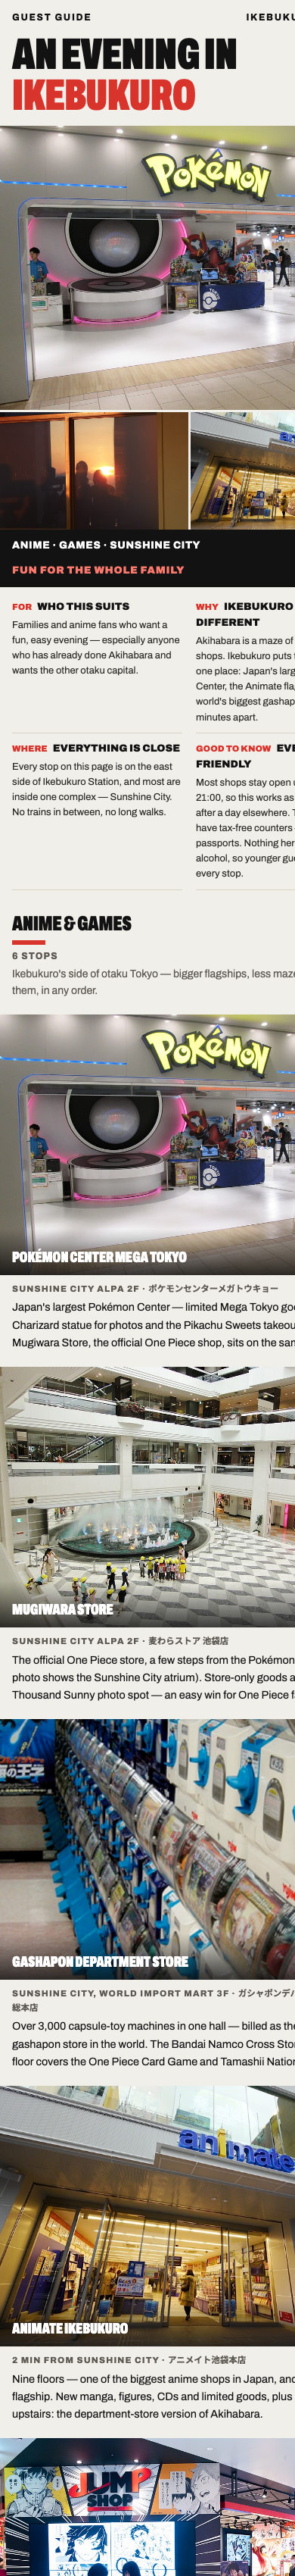 GUEST GUIDE
IKEBUKU
AN EVENING IN
IKEBUKURO
POKéMON
ANIME · GAMES · SUNSHINE CITY
FUN FOR THE WHOLE FAMILY
FOR WHO THIS SUITS
Families and anime fans who want a
fun, easy evening — especially anyone
who has already done Akihabara and
wants the other otaku capital.
WHY IKEBUKURO
DIFFERENT
Akihabara is a maze of
shops. Ikebukuro puts t
one place: Japan's larg
Center, the Animate fla
world's biggest gashap
minutes apart.
WHERE EVERYTHING IS CLOSE
Every stop on this page is on the east
side of Ikebukuro Station, and most are
inside one complex — Sunshine City.
No trains in between, no long walks.
GOOD TO KNOW EVE
FRIENDLY
Most shops stay open u
21:00, so this works as
after a day elsewhere. T
have tax-free counters
passports. Nothing her
alcohol, so younger gue
every stop.
ANIME & GAMES
6 STOPS
Ikebukuro's side of otaku Tokyo — bigger flagships, less maze
them, in any order.
POKéMON
POKÉMON CENTER MEGA TOKYO
SUNSHINE CITY ALPA 2F · ポケモンセンターメガトウキョー
Japan's largest Pokémon Center — limited Mega Tokyo goo
Charizard statue for photos and the Pikachu Sweets takeou
Mugiwara Store, the official One Piece shop, sits on the san
MUGIWARA STORE
SUNSHINE CITY ALPA 2F · 麦わらストア 池袋店
The official One Piece store, a few steps from the Pokémon
photo shows the Sunshine City atrium). Store-only goods a
Thousand Sunny photo spot — an easy win for One Piece f
GASHAPON DEPARTMENT STORE
SUNSHINE CITY, WORLD IMPORT MART 3F · ガシャポンデパ
総本店
Over 3,000 capsule-toy machines in one hall — billed as the
gashapon store in the world. The Bandai Namco Cross Stor
floor covers the One Piece Card Game and Tamashii Nation
animate
ANIMATE IKEBUKURO
2 MIN FROM SUNSHINE CITY · アニメイト池袋本店
Nine floors — one of the biggest anime shops in Japan, and
flagship. New manga, figures, CDs and limited goods, plus
upstairs: the department-store version of Akihabara.
JUMP
SHOP